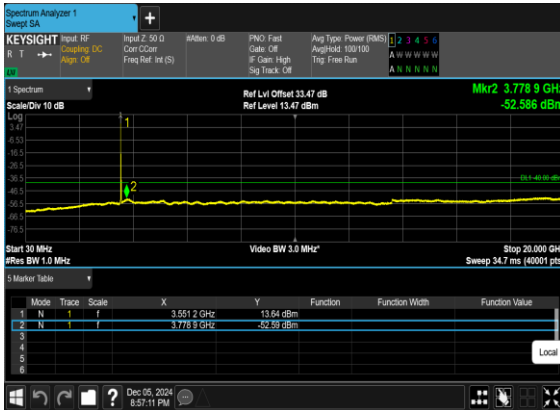 Spectrum Analyzer 1
Swept SA
+
KEYSIGHT Input: RF Input Z: 50 Ω #Atten: 0 dB PNO: Fast Avg Type: Power (RMS) 1 2 3 4 5 6
R T Coupling: DC Corr CCorr Gate: Off Avg|Hold: 100/100 A W W W W W
Align: Off Freq Ref: Int (S) IF Gain: High Trig: Free Run
Sig Track: Off A N N N N N
1 Spectrum Ref Lvl Offset 33.47 dB Mkr2 3.778 9 GHz
Scale/Div 10 dB Ref Level 13.47 dBm -52.586 dBm
Log
3.47
-6.53
-16.5
-26.5
-36.5
-46.5
-56.5
-66.5
-76.5
1
2
DL1 -40.00 dBm
Start 30 MHz Video BW 3.0 MHz* Stop 20.000 GHz
#Res BW 1.0 MHz Sweep 34.7 ms (40001 pts)
5 Marker Table
Mode Trace Scale X Y Function Function Width Function Value
1 N 1 f 3.551 2 GHz 13.64 dBm
2 N 1 f 3.778 9 GHz -52.59 dBm
3
4
5
6
Local
? Dec 05, 2024
8:57:11 PM